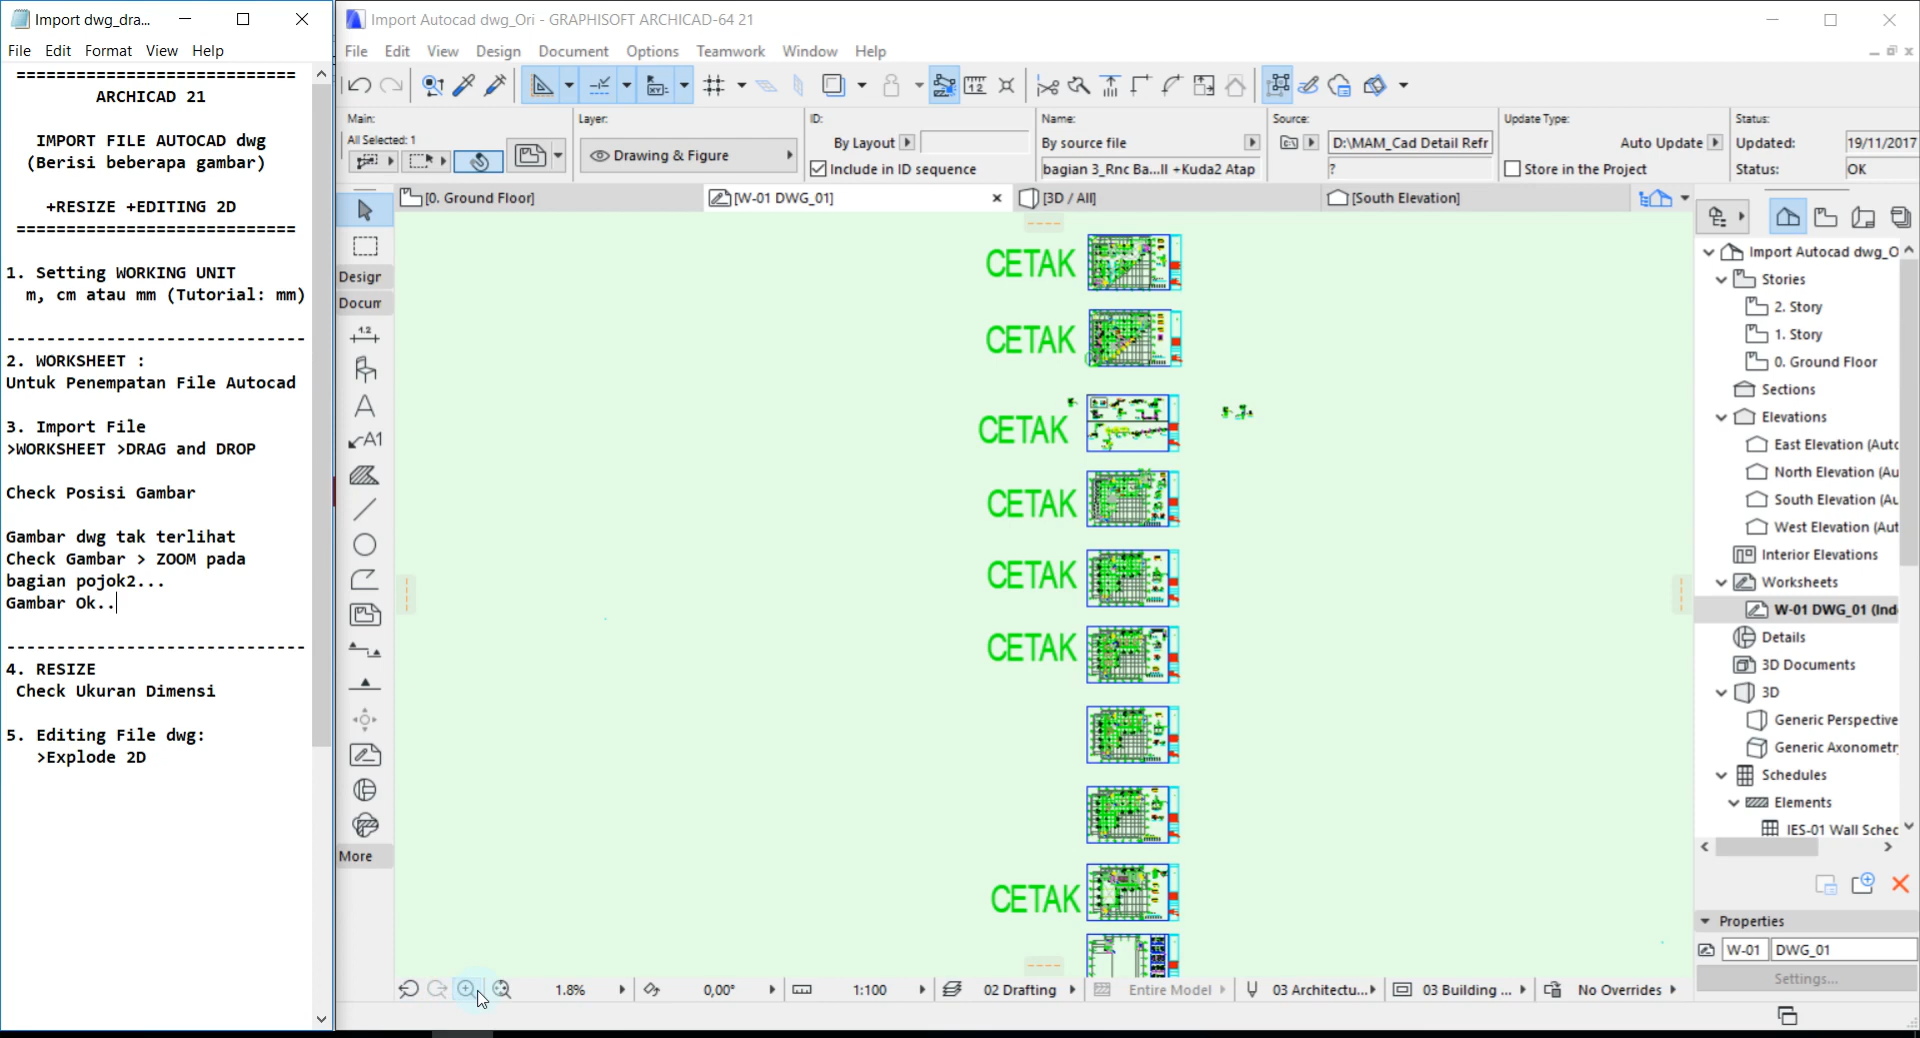 Import dwg_dra...
File Edit Format View Help
============================
ARCHICAD 21
IMPORT FILE AUTOCAD dwg
(Berisi beberapa gambar)
+RESIZE +EDITING 2D
============================
1. Setting WORKING UNIT
m, cm atau mm (Tutorial: mm)
------------------------------
2. WORKSHEET :
Untuk Penempatan File Autocad
3. Import File
>WORKSHEET >DRAG and DROP
Check Posisi Gambar
Gambar dwg tak terlihat
Check Gambar > ZOOM pada
bagian pojok2...
Gambar Ok..
------------------------------
4. RESIZE
Check Ukuran Dimensi
5. Editing File dwg:
>Explode 2D
Import Autocad dwg_Ori - GRAPHISOFT ARCHICAD-64 21
File Edit View Design Document Options Teamwork Window Help
Main:
All Selected: 1
Layer:
Drawing & Figure
ID:
By Layout
Include in ID sequence
Name:
By source file
bagian 3_Rnc Ba...ll +Kuda2 Atap
Source:
D:\MAM_Cad Detail Refr
?
Update Type:
Auto Update
Store in the Project
Status:
Updated: 19/11/2017
Status: OK
[0. Ground Floor]
[W-01 DWG_01]
[3D / All]
[South Elevation]
Desigr
Docum
1.2
A
A1
More
CETAK
CETAK
CETAK
CETAK
CETAK
CETAK
CETAK
Import Autocad dwg_O
Stories
2. Story
1. Story
0. Ground Floor
Sections
Elevations
East Elevation (Autc
North Elevation (Au
South Elevation (Au
West Elevation (Aut
Interior Elevations
Worksheets
W-01 DWG_01 (Ind
Details
3D Documents
3D
Generic Perspective
Generic Axonometr
Schedules
Elements
IES-01 Wall Schec
Properties
W-01 DWG_01
Settings...
1.8% 0,00° 1:100 02 Drafting Entire Model 03 Architectu... 03 Building ... No Overrides